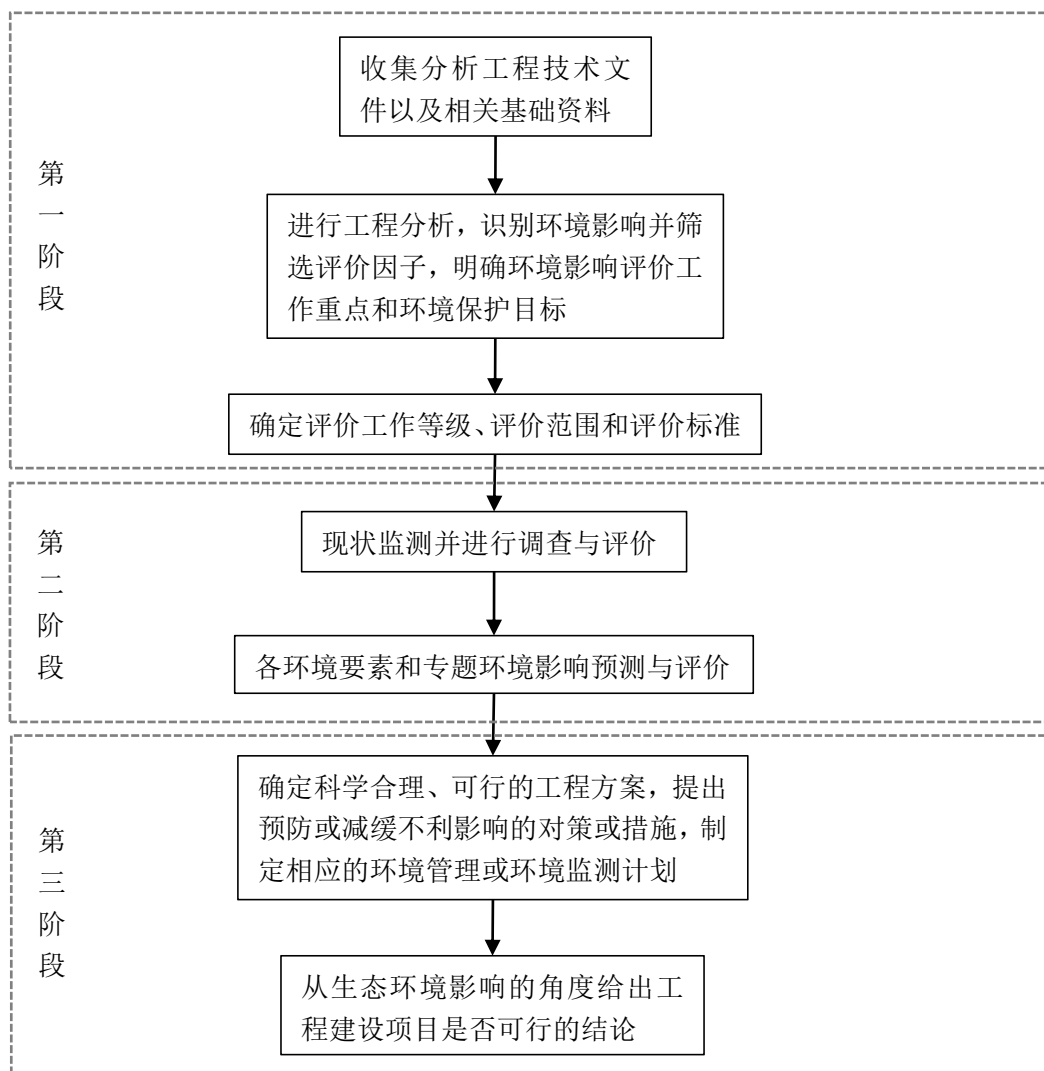 收集分析工程技术文
件以及相关基础资料
第一阶段
进行工程分析，识别环境影响并筛
选评价因子，明确环境影响评价工
作重点和环境保护目标
确定评价工作等级、评价范围和评价标准
第二阶段
现状监测并进行调查与评价
各环境要素和专题环境影响预测与评价
第三阶段
确定科学合理、可行的工程方案，提出
预防或减缓不利影响的对策或措施，制
定相应的环境管理或环境监测计划
从生态环境影响的角度给出工
程建设项目是否可行的结论